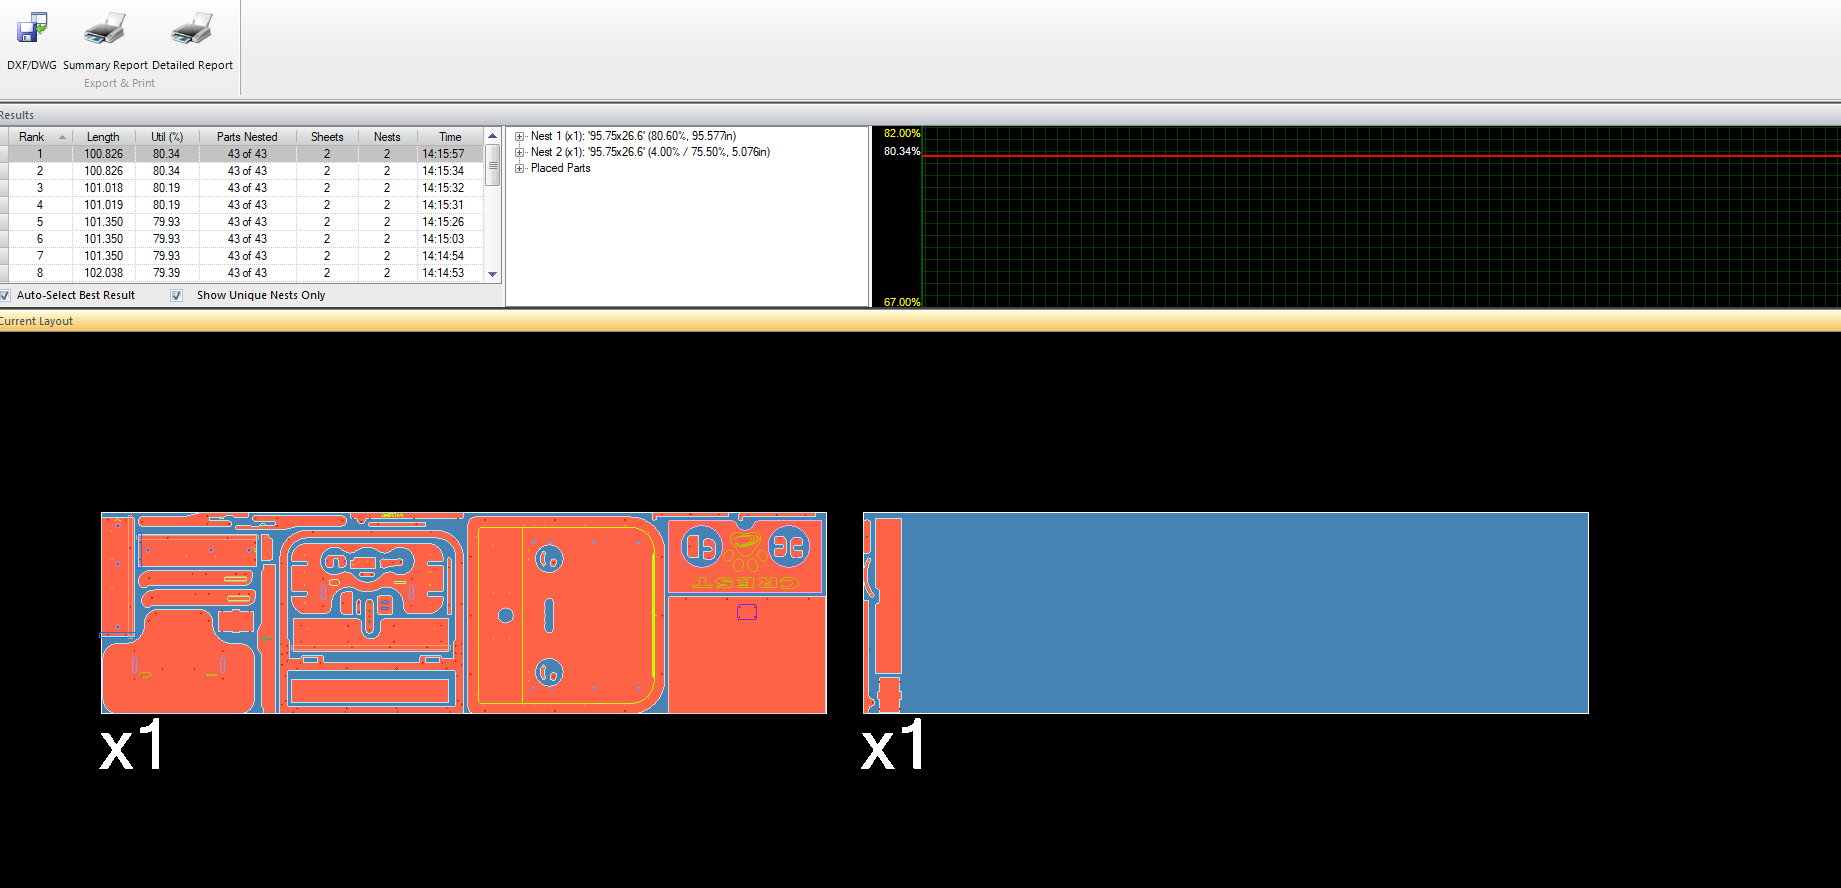 DXF/DWG Summary Report Detailed Report
Export & Print
Results
Rank Length Util (%) Parts Nested Sheets Nests Time
1 100.826 80.34 43 of 43 2 2 14:15:57
2 100.826 80.34 43 of 43 2 2 14:15:34
3 101.018 80.19 43 of 43 2 2 14:15:32
4 101.019 80.19 43 of 43 2 2 14:15:31
5 101.350 79.93 43 of 43 2 2 14:15:26
6 101.350 79.93 43 of 43 2 2 14:15:03
7 101.350 79.93 43 of 43 2 2 14:14:54
8 102.038 79.39 43 of 43 2 2 14:14:53
Auto-Select Best Result Show Unique Nests Only
Nest 1 (x1): '95.75x26.6' (80.60%, 95.577in)
Nest 2 (x1): '95.75x26.6' (4.00% / 75.50%, 5.076in)
Placed Parts
82.00%
80.34%
67.00%
Current Layout
CREST
x1
x1